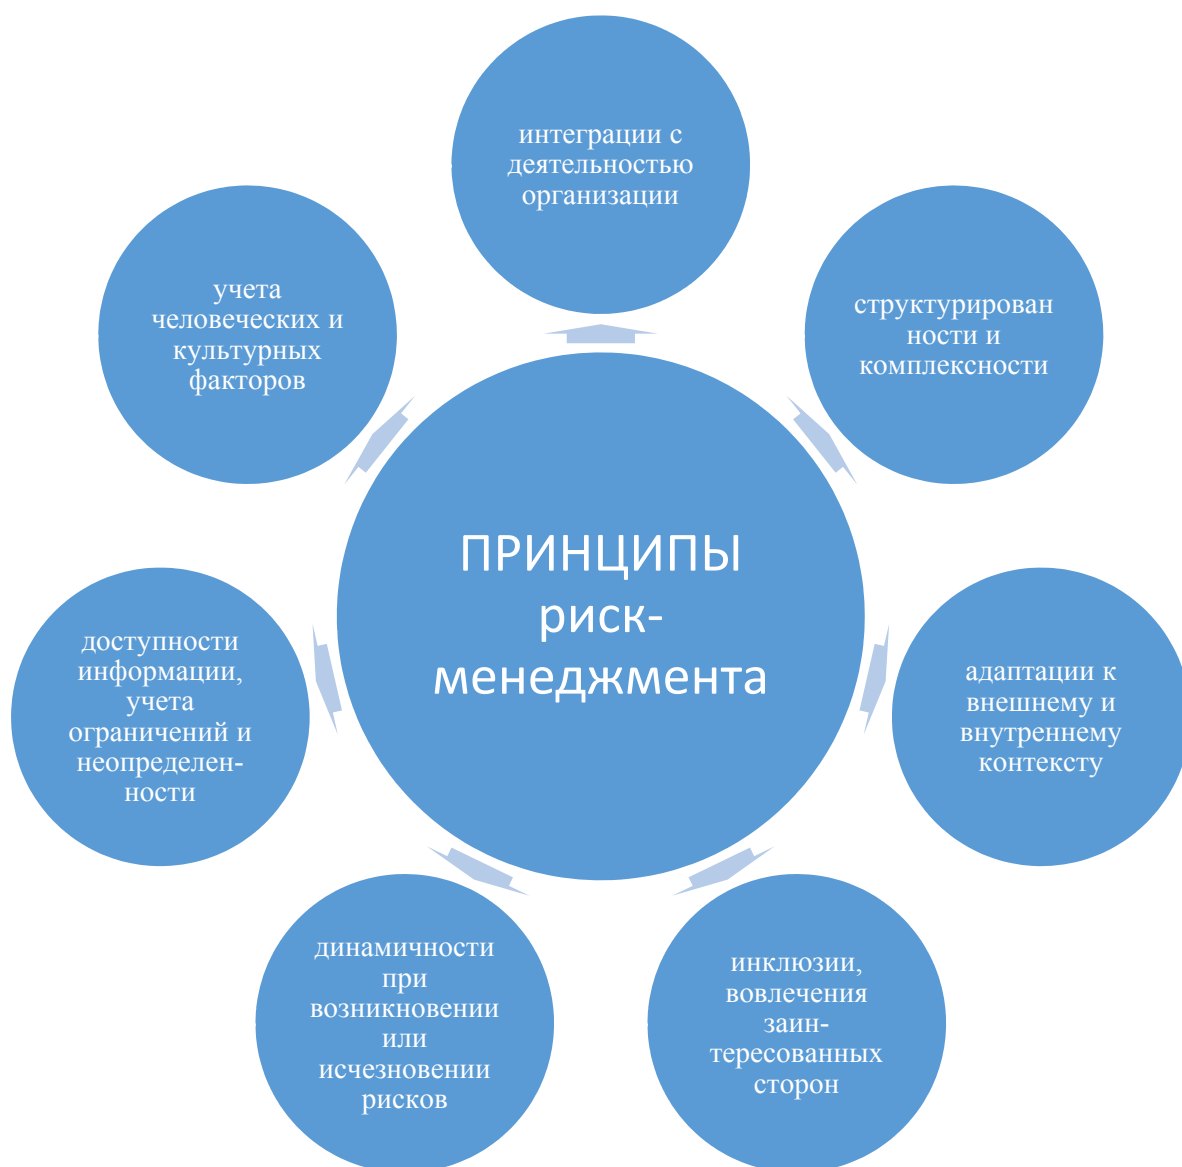 интеграции с
деятельностью
организации
учета
человеческих и
культурных
факторов
структурирован
ности и
комплексности
ПРИНЦИПЫ
риск-
менеджмента
доступности
информации,
учета
ограничений и
неопределен-
ности
адаптации к
внешнему и
внутреннему
контексту
динамичности
при
возникновении
или
исчезновении
рисков
инклюзии,
вовлечения
заин-
тересованных
сторон